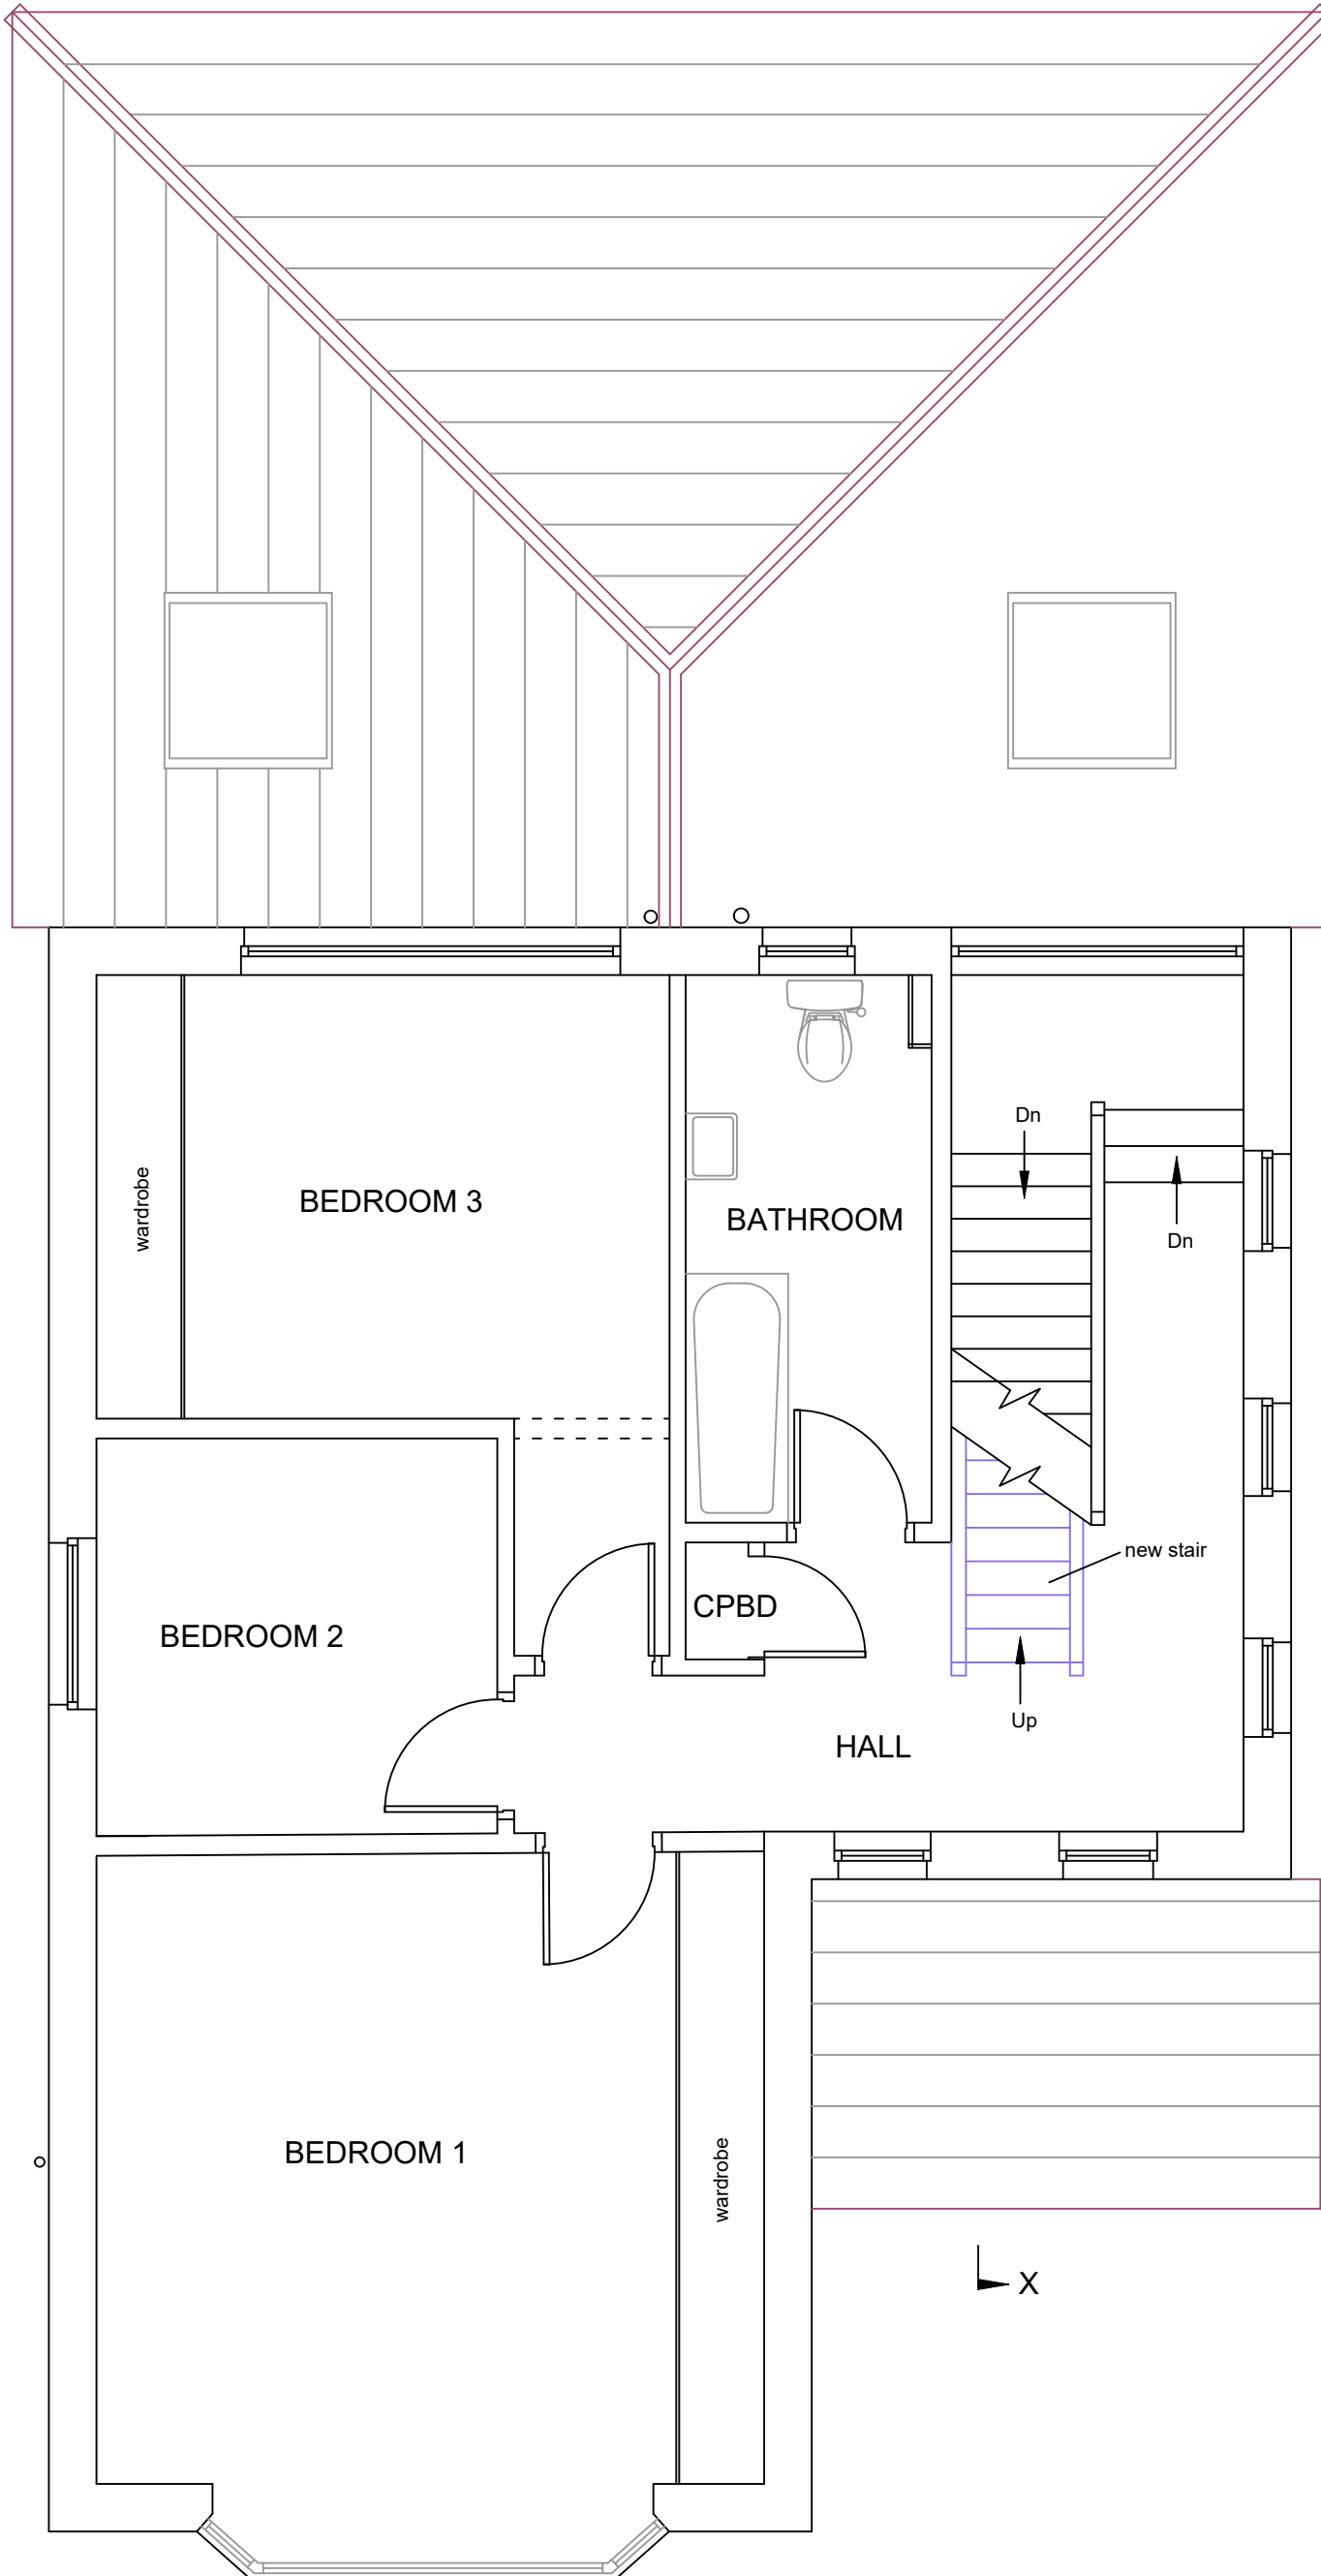 Dn
wardrobe
BEDROOM 3
BATHROOM
Dn
new stair
CPBD
BEDROOM 2
Up
HALL
BEDROOM 1
wardrobe
X